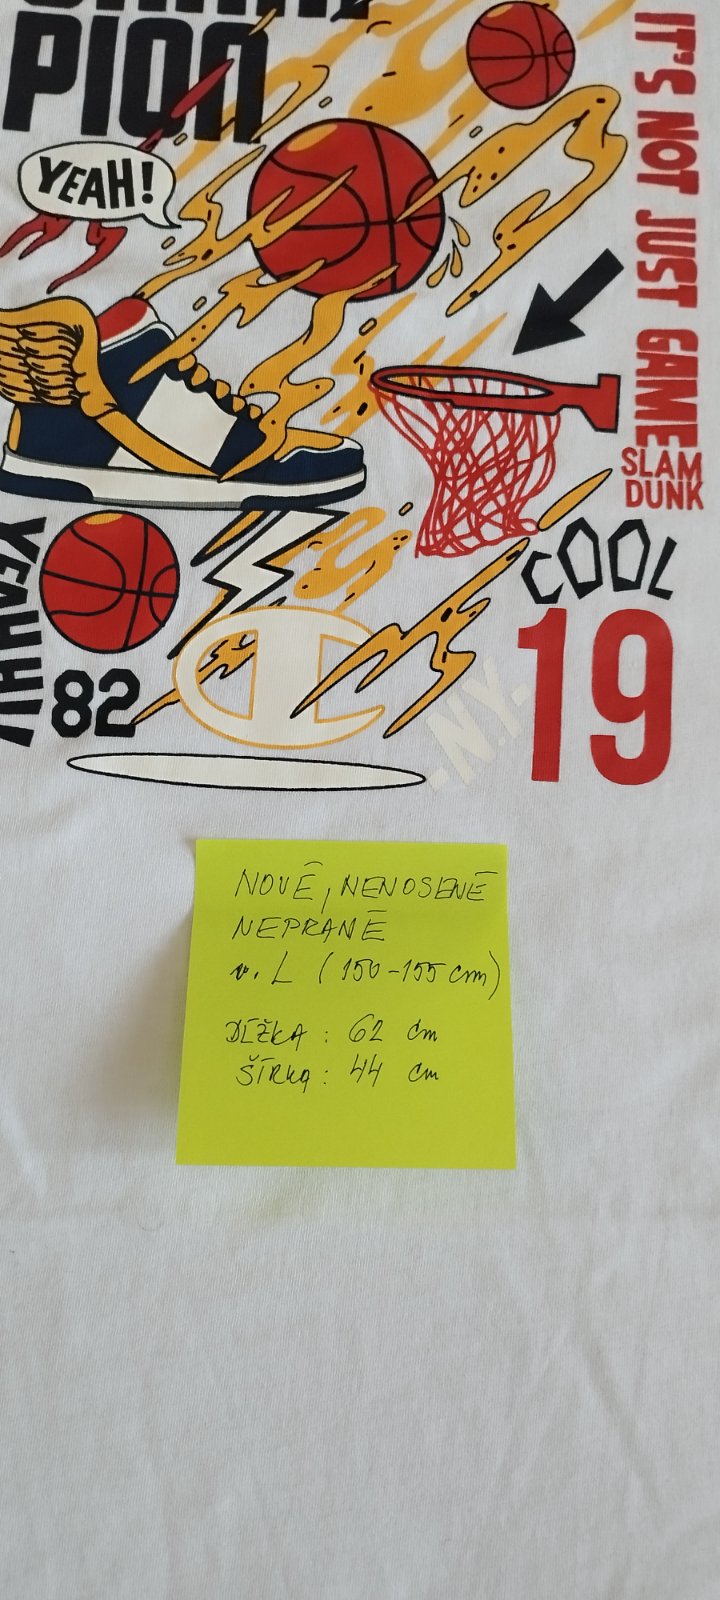 PION
YEAH!
IT'S NOT JUST GAME
SLAM
DUNK
COOL
19
82
-N.Y.-
NOVÉ, NENOSENÉ
NEPRANÉ
v. L (150-155 cm)
DĹŽKA : 62 cm
ŠÍRKA : 44 cm